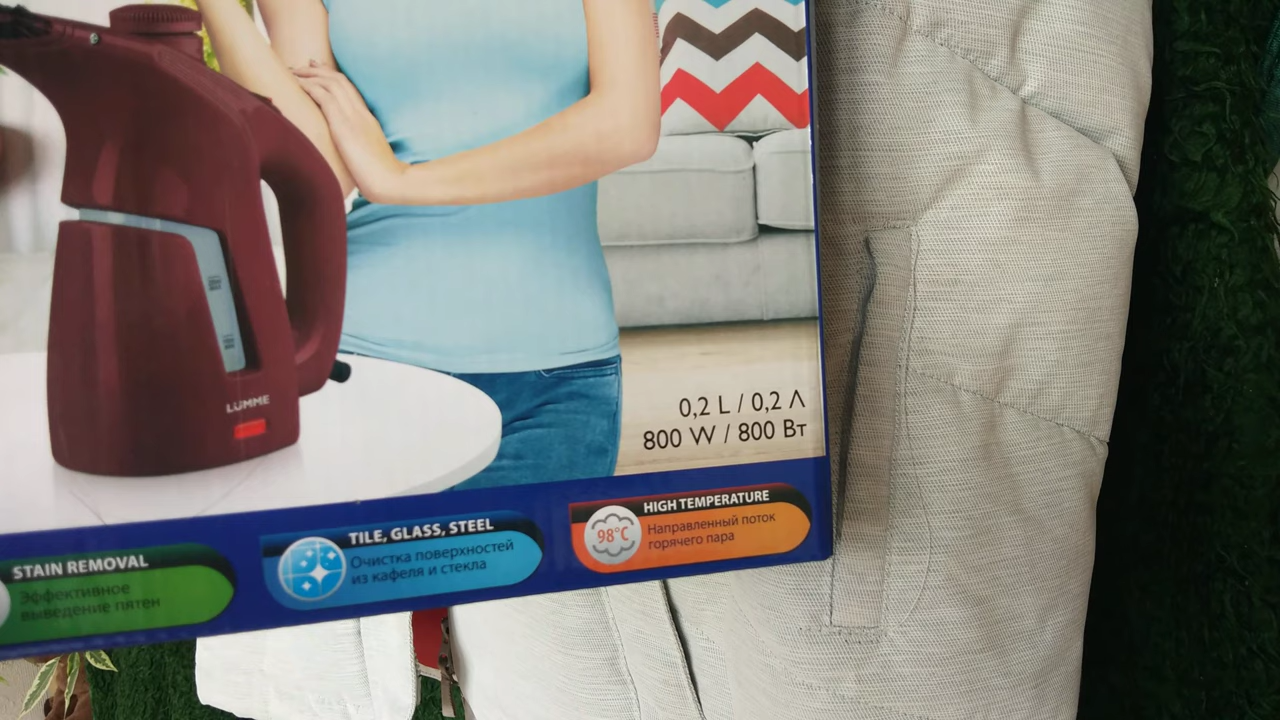 LUMME
0,2 L / 0,2 Л
800 W / 800 Вт
STAIN REMOVAL
Эффективное
выведение пятен
TILE, GLASS, STEEL
Очистка поверхностей
из кафеля и стекла
HIGH TEMPERATURE
98°C
Направленный поток
горячего пара